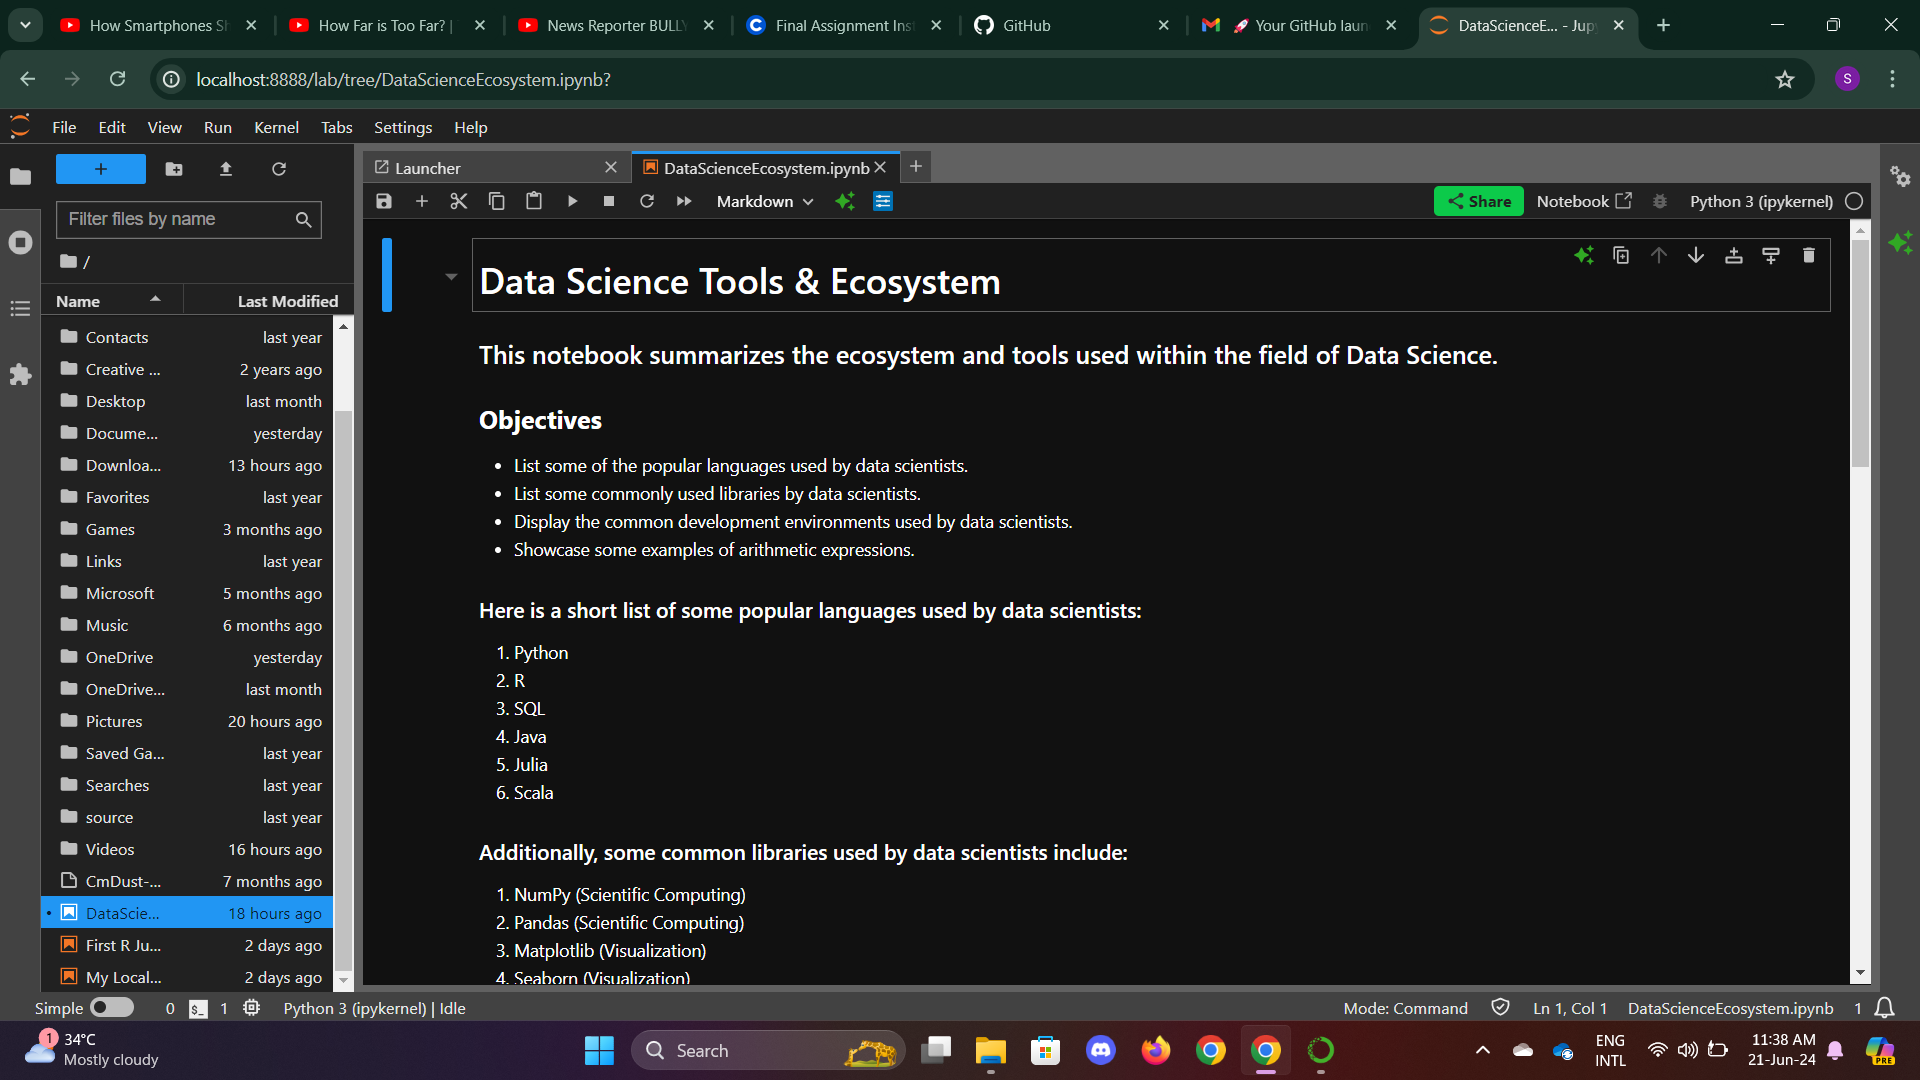 How Smartphones Sh
How Far is Too Far? |
News Reporter BULLY
Final Assignment Inst
GitHub
🚀 Your GitHub laun
DataScienceE... - Jup
localhost:8888/lab/tree/DataScienceEcosystem.ipynb?
S
File Edit View Run Kernel Tabs Settings Help
Filter files by name
/
Name Last Modified
Contacts last year
Creative ... 2 years ago
Desktop last month
Docume... yesterday
Downloa... 13 hours ago
Favorites last year
Games 3 months ago
Links last year
Microsoft 5 months ago
Music 6 months ago
OneDrive yesterday
OneDrive... last month
Pictures 20 hours ago
Saved Ga... last year
Searches last year
source last year
Videos 16 hours ago
CmDust-... 7 months ago
DataScie... 18 hours ago
First R Ju... 2 days ago
My Local... 2 days ago
Launcher
DataScienceEcosystem.ipynb
Markdown
Share
Notebook
Python 3 (ipykernel)
Data Science Tools & Ecosystem
This notebook summarizes the ecosystem and tools used within the field of Data Science.
Objectives
• List some of the popular languages used by data scientists.
• List some commonly used libraries by data scientists.
• Display the common development environments used by data scientists.
• Showcase some examples of arithmetic expressions.
Here is a short list of some popular languages used by data scientists:
1. Python
2. R
3. SQL
4. Java
5. Julia
6. Scala
Additionally, some common libraries used by data scientists include:
1. NumPy (Scientific Computing)
2. Pandas (Scientific Computing)
3. Matplotlib (Visualization)
4. Seaborn (Visualization)
Simple 0 $_ 1 Python 3 (ipykernel) | Idle
Mode: Command Ln 1, Col 1 DataScienceEcosystem.ipynb 1
1
34°C
Mostly cloudy
Search
ENG
INTL
11:38 AM
21-Jun-24
PRE